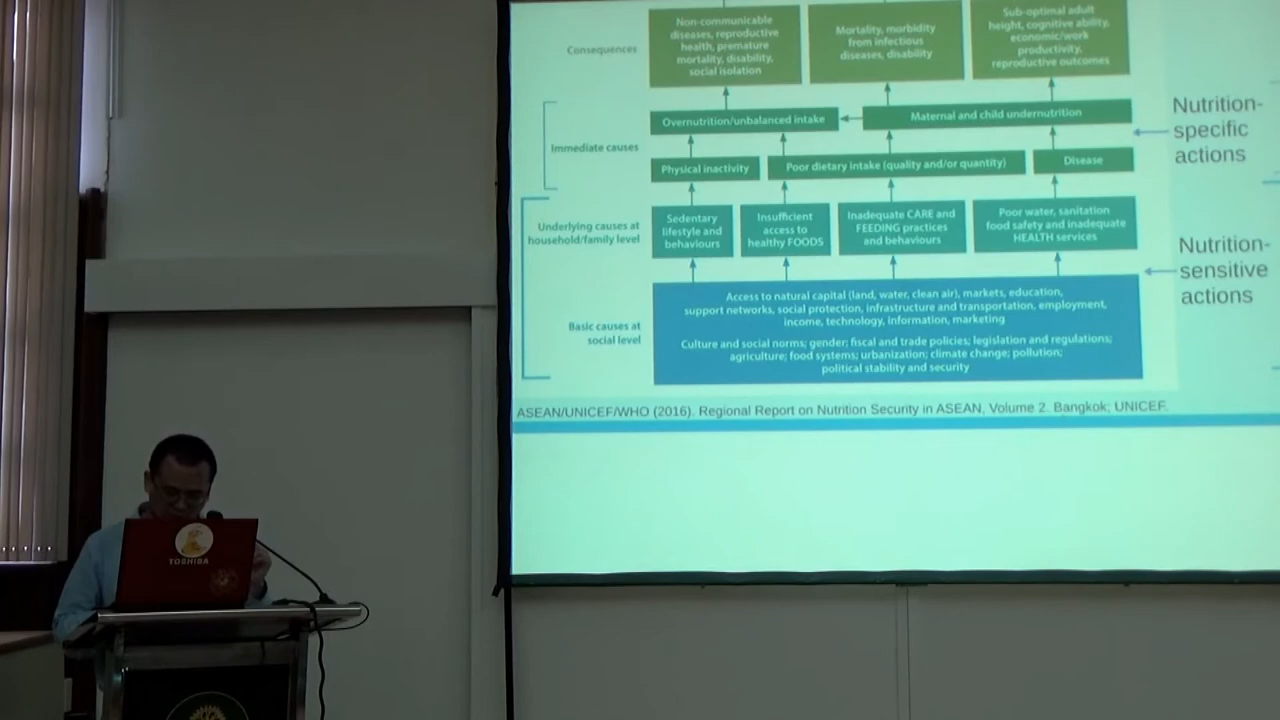 Consequences
Non-communicable
diseases, reproductive
health, premature
mortality, disability,
social isolation
Mortality, morbidity
from infectious
diseases, disability
Sub-optimal adult
height, cognitive ability,
economic/work
productivity,
reproductive outcomes
Immediate causes
Overnutrition/unbalanced intake
Maternal and child undernutrition
Physical inactivity
Poor dietary intake (quality and/or quantity)
Disease
Nutrition-
specific
actions
Underlying causes at
household/family level
Sedentary
lifestyle and
behaviours
Insufficient
access to
healthy FOODS
Inadequate CARE and
FEEDING practices
and behaviours
Poor water, sanitation
food safety and inadequate
HEALTH services
Nutrition-
sensitive
actions
Basic causes at
social level
Access to natural capital (land, water, clean air), markets, education,
support networks, social protection, infrastructure and transportation, employment,
income, technology, information, marketing
Culture and social norms; gender; fiscal and trade policies; legislation and regulations;
agriculture; food systems; urbanization; climate change; pollution;
political stability and security
ASEAN/UNICEF/WHO (2016). Regional Report on Nutrition Security in ASEAN, Volume 2. Bangkok; UNICEF.
TOSHIBA